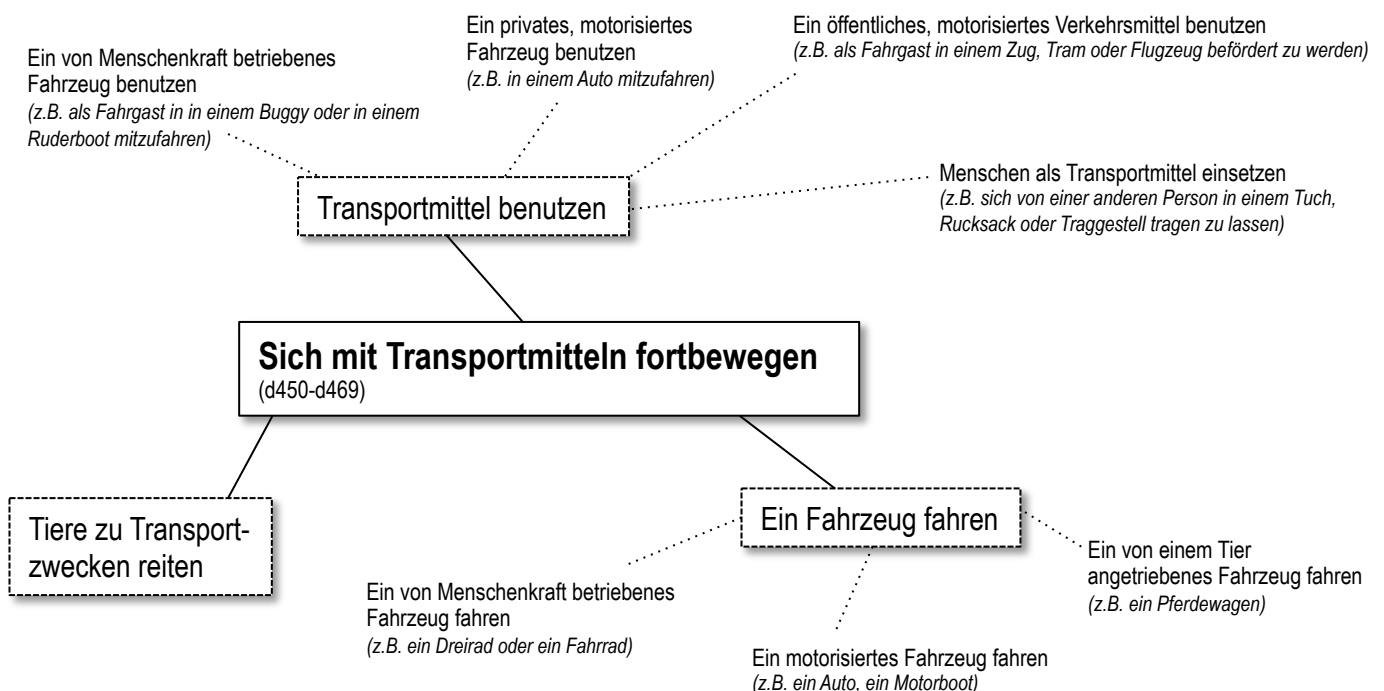 Ein von Menschenkraft betriebenes
Fahrzeug benutzen
(z.B. als Fahrgast in in einem Buggy oder in einem
Ruderboot mitzufahren)
Ein privates, motorisiertes
Fahrzeug benutzen
(z.B. in einem Auto mitzufahren)
Ein öffentliches, motorisiertes Verkehrsmittel benutzen
(z.B. als Fahrgast in einem Zug, Tram oder Flugzeug befördert zu werden)
Menschen als Transportmittel einsetzen
(z.B. sich von einer anderen Person in einem Tuch,
Rucksack oder Traggestell tragen zu lassen)
Transportmittel benutzen
Sich mit Transportmitteln fortbewegen
(d450-d469)
Tiere zu Transport-
zwecken reiten
Ein Fahrzeug fahren
Ein von Menschenkraft betriebenes
Fahrzeug fahren
(z.B. ein Dreirad oder ein Fahrrad)
Ein motorisiertes Fahrzeug fahren
(z.B. ein Auto, ein Motorboot)
Ein von einem Tier
angetriebenes Fahrzeug fahren
(z.B. ein Pferdewagen)